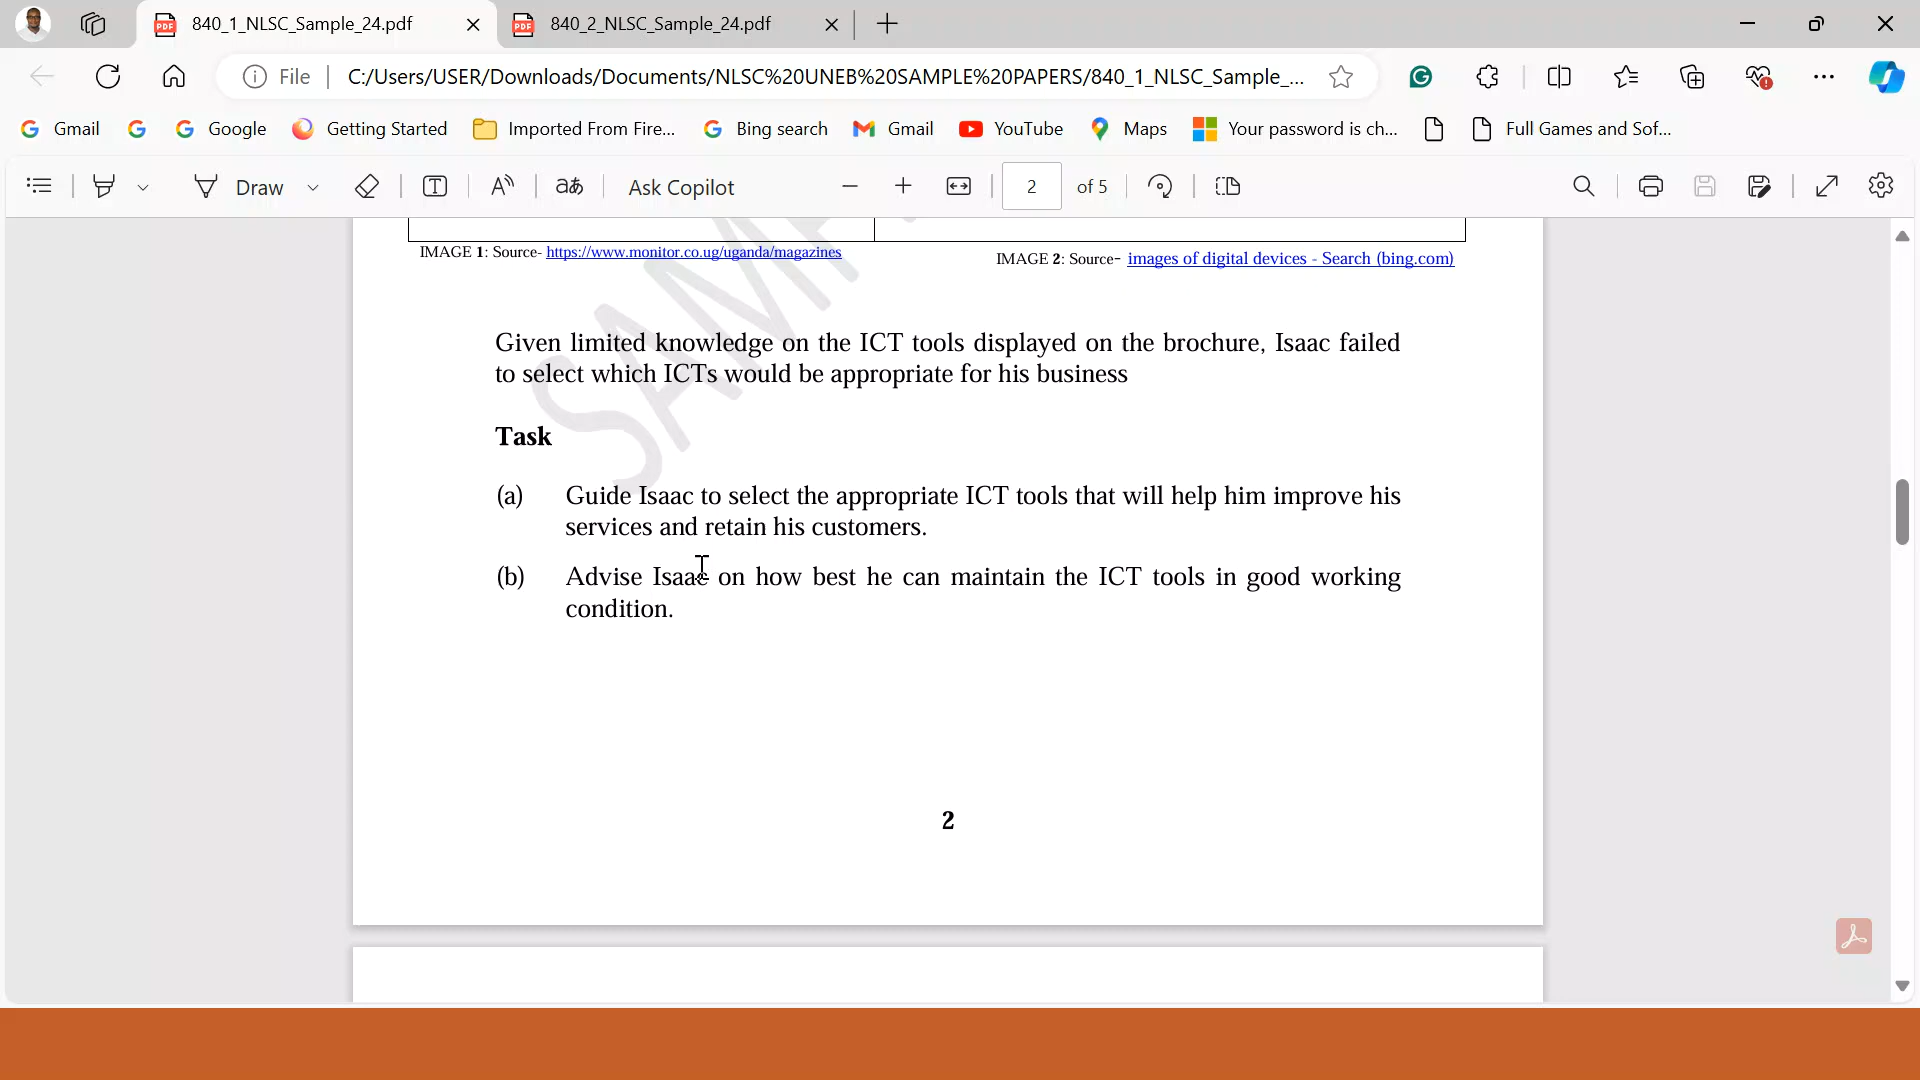 840_1_NLSC_Sample_24.pdf
840_2_NLSC_Sample_24.pdf
File
C:/Users/USER/Downloads/Documents/NLSC%20UNEB%20SAMPLE%20PAPERS/840_1_NLSC_Sample_...
Gmail
Google
Getting Started
Imported From Fire...
Bing search
Gmail
YouTube
Maps
Your password is ch...
Full Games and Sof...
Draw
Ask Copilot
2 of 5
IMAGE 1: Source- https://www.monitor.co.ug/uganda/magazines
IMAGE 2: Source- images of digital devices - Search (bing.com)
Given limited knowledge on the ICT tools displayed on the brochure, Isaac failed
to select which ICTs would be appropriate for his business
Task
(a) Guide Isaac to select the appropriate ICT tools that will help him improve his
services and retain his customers.
(b) Advise Isaac on how best he can maintain the ICT tools in good working
condition.
2